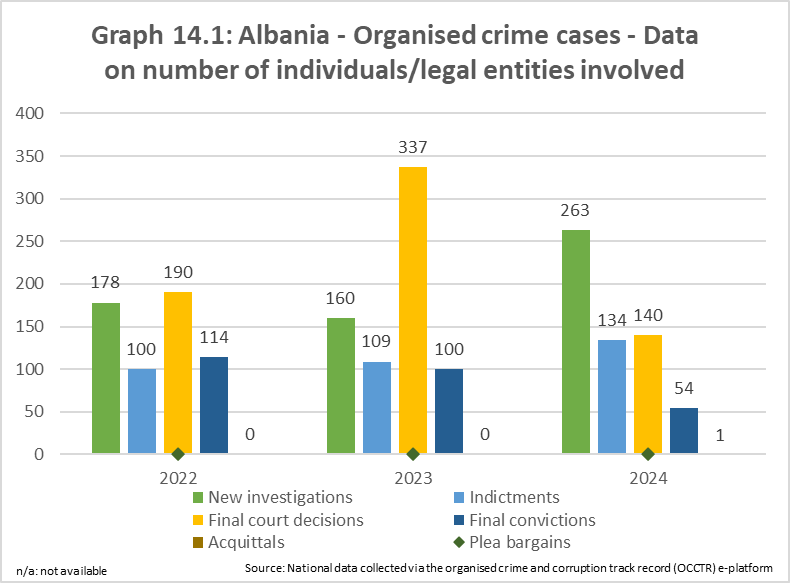 Graph 14.1: Albania - Organised crime cases - Data
on number of individuals/legal entities involved
400
350
300
250
200
150
100
50
0
178
100
190
114
0
160
109
337
100
0
263
134
140
54
1
2022
2023
2024
New investigations
Indictments
Final court decisions
Final convictions
Acquittals
Plea bargains
n/a: not available
Source: National data collected via the organised crime and corruption track record (OCCTR) e-platform